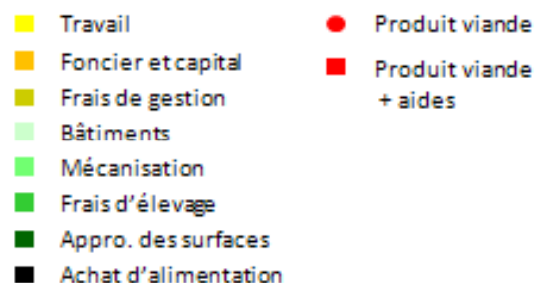 Travail
Foncier et capital
Frais de gestion
Bâtiments
Mécanisation
Frais d'élevage
Appro. des surfaces
Achat d'alimentation
Produit viande
Produit viande
+ aides